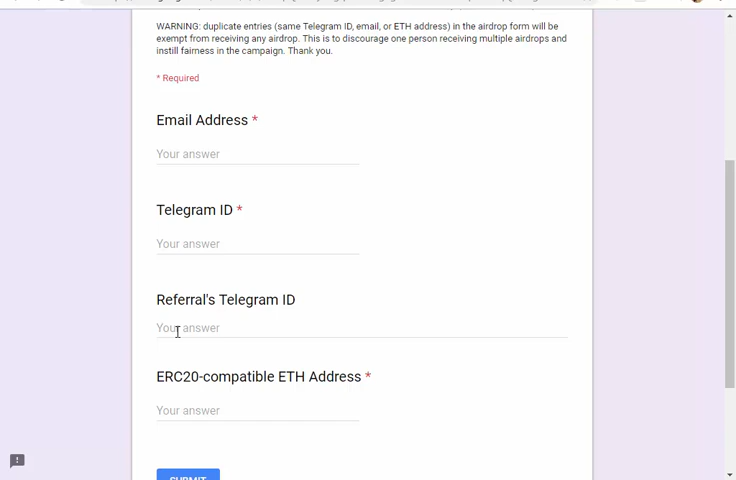 WARNING: duplicate entries (same Telegram ID, email, or ETH address) in the airdrop form will be
exempt from receiving any airdrop. This is to discourage one person receiving multiple airdrops and
instill fairness in the campaign. Thank you.
* Required
Email Address *
Your answer
Telegram ID *
Your answer
Referral's Telegram ID
Your answer
ERC20-compatible ETH Address *
Your answer
SUBMIT